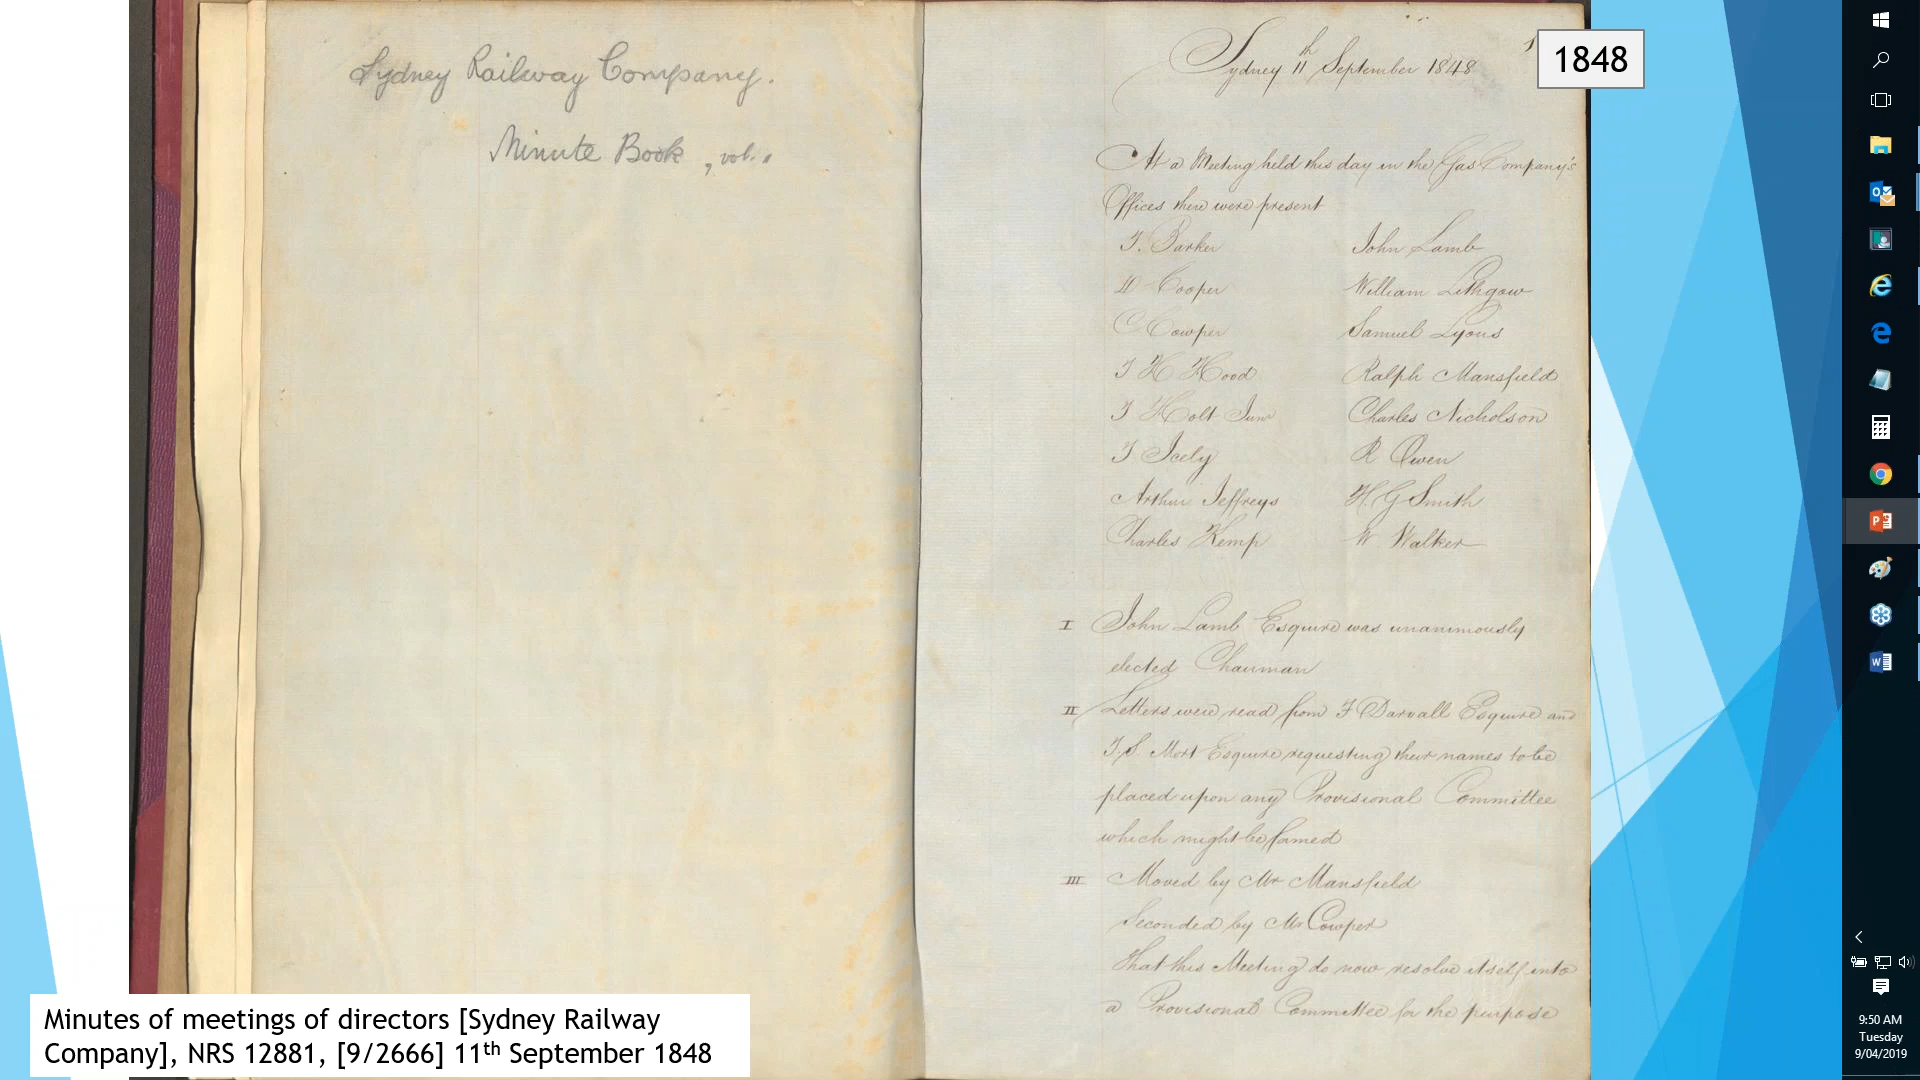 Sydney Railway Company.
Minute Book, vol.
Sydney 11th September 1848
1848
At a Meeting held this day in the Gas Company's
Offices there were present
T. Barker John Lamb
D Cooper William Lithgow
C Cowper Samuel Lyons
J H Hood Ralph Mansfield
T Holt Junr Charles Nicholson
T Icely R Owen
Arthur Jeffreys H. G Smith
Charles Kemp W Walker
I John Lamb Esquire was unanimously
elected Chairman
II Letters were read from F Darvall Esquire and
T. S. Mort Esquire requesting their names to be
placed upon any Provisional Committee
which might be formed
III Moved by Mr Mansfield
Seconded by Mr Cowper
That this Meeting do now resolve itself into
a Provisional Committee for the purpose
Minutes of meetings of directors [Sydney Railway
Company], NRS 12881, [9/2666] 11th September 1848
9:50 AM
Tuesday
9/04/2019